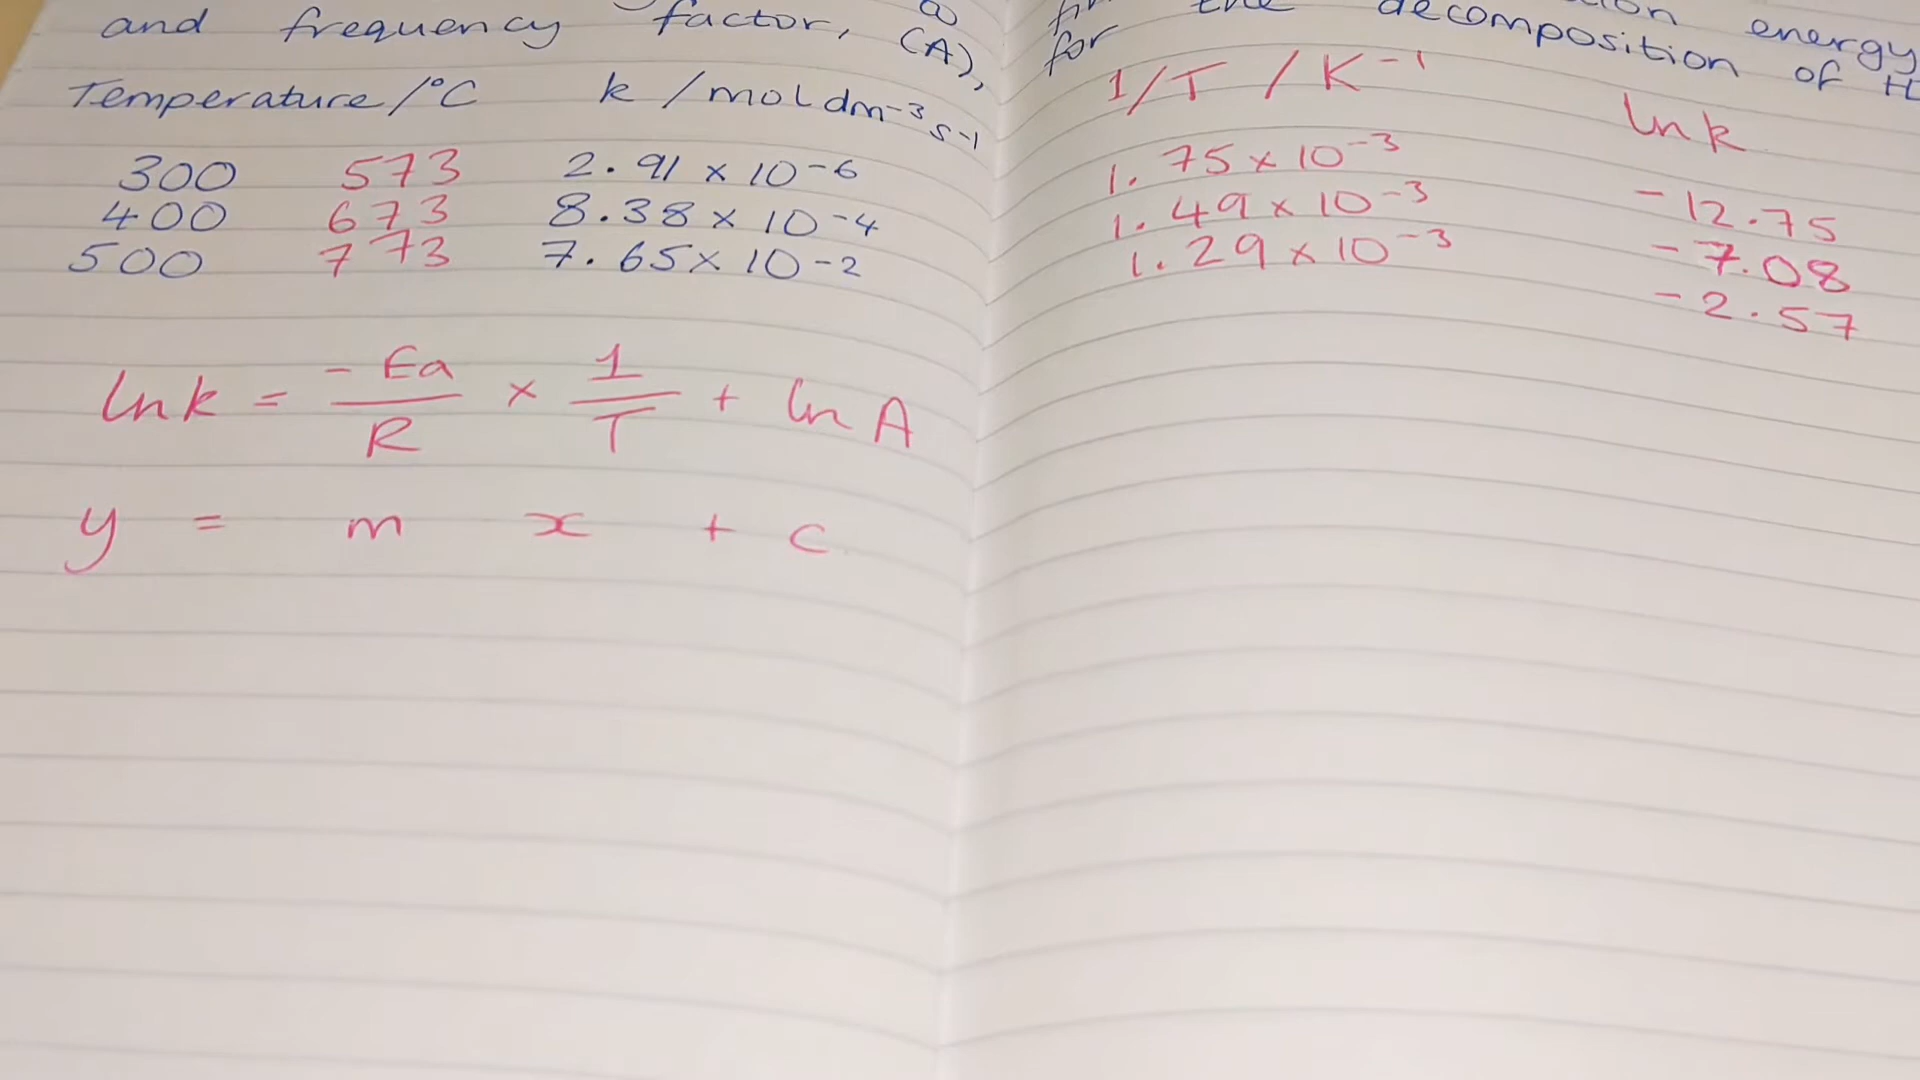 and frequency factor, (A), for the decomposition of
energy
Temperature /°C k / mol dm-3 s-1 1/T / K-1 ln k
300 573 2.91 x 10-6 1.75 x 10-3 -12.75
400 673 8.38 x 10-4 1.49 x 10-3 -7.08
500 773 7.65 x 10-2 1.29 x 10-3 -2.57
ln k = -Ea/R x 1/T + ln A
y = m x + c